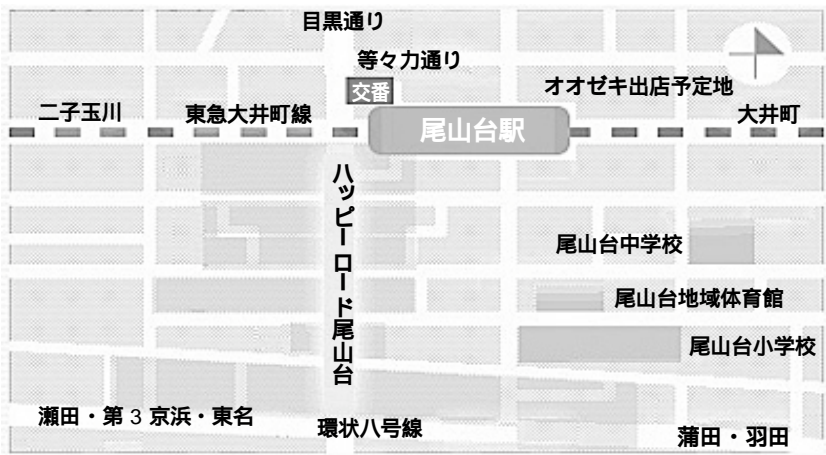 目黒通り
等々力通り
交番
オオゼキ出店予定地
二子玉川
東急大井町線
大井町
尾山台駅
ハッピーロード尾山台
尾山台中学校
尾山台地域体育館
尾山台小学校
瀬田・第3京浜・東名
環状八号線
蒲田・羽田